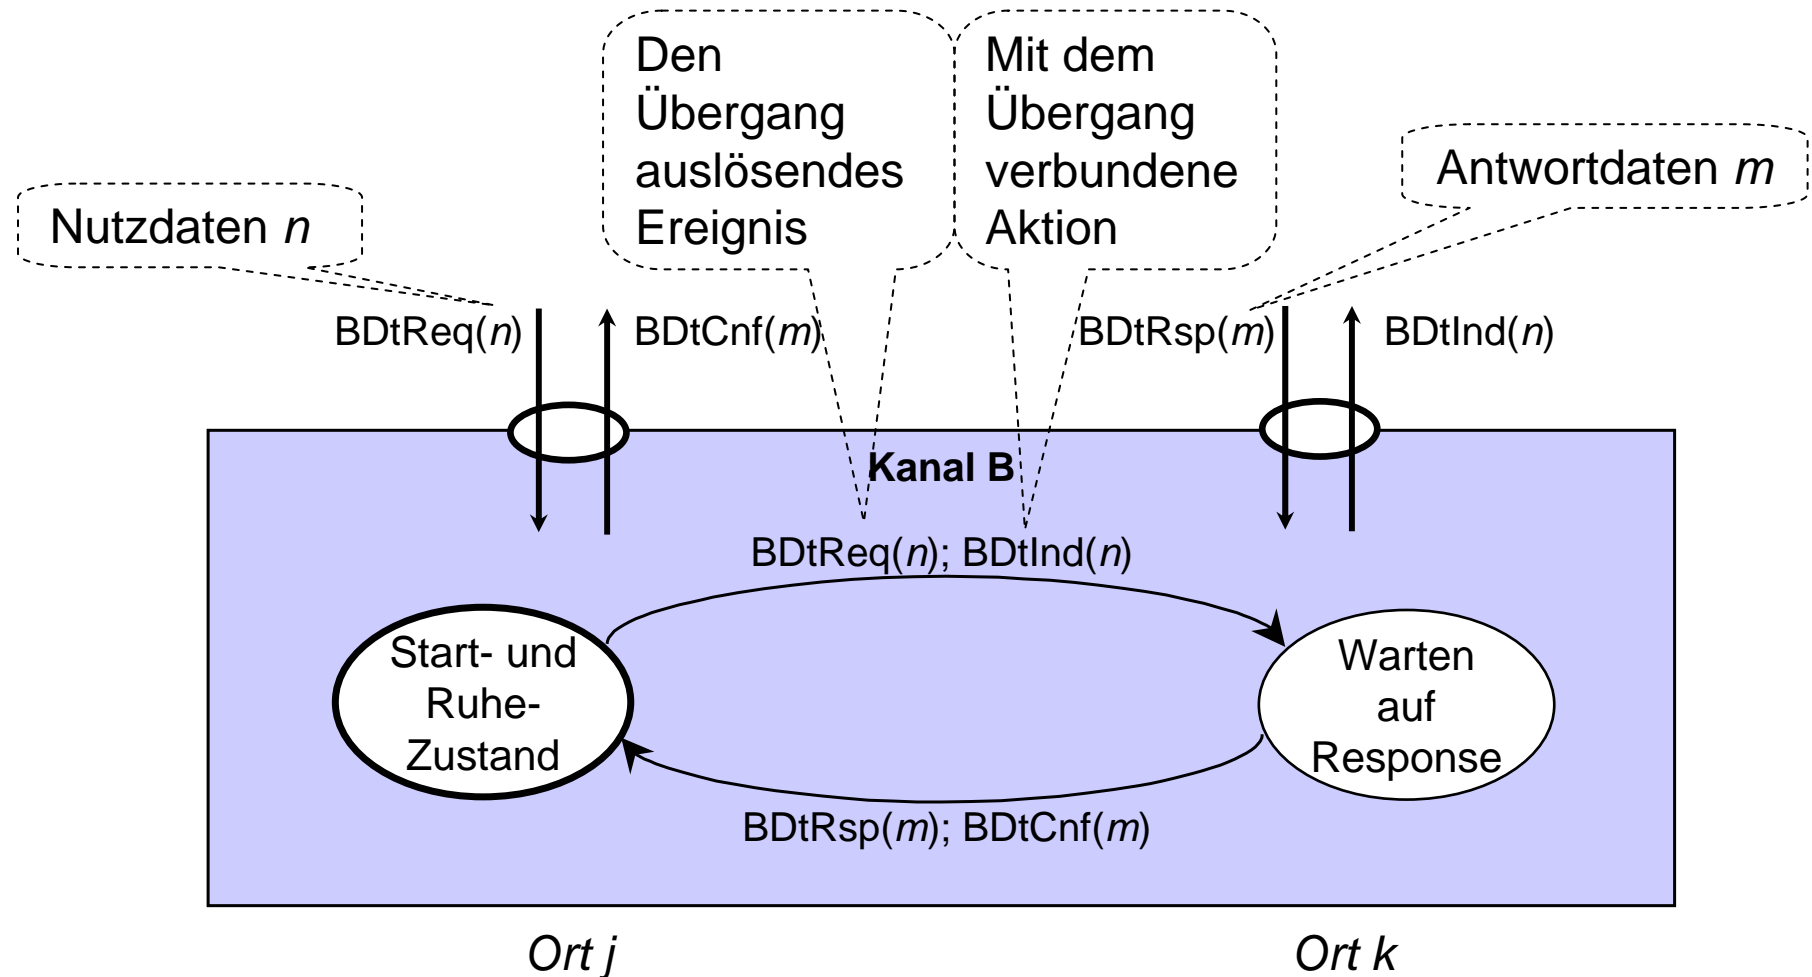 Den
Übergang
auslösendes
Ereignis
Mit dem
Übergang
verbundene
Aktion
Antwortdaten m
Nutzdaten n
BDtReq(n)
BDtCnf(m)
BDtRsp(m)
BDtInd(n)
Kanal B
BDtReq(n); BDtInd(n)
Start- und
Ruhe-
Zustand
Warten
auf
Response
BDtRsp(m); BDtCnf(m)
Ort j
Ort k